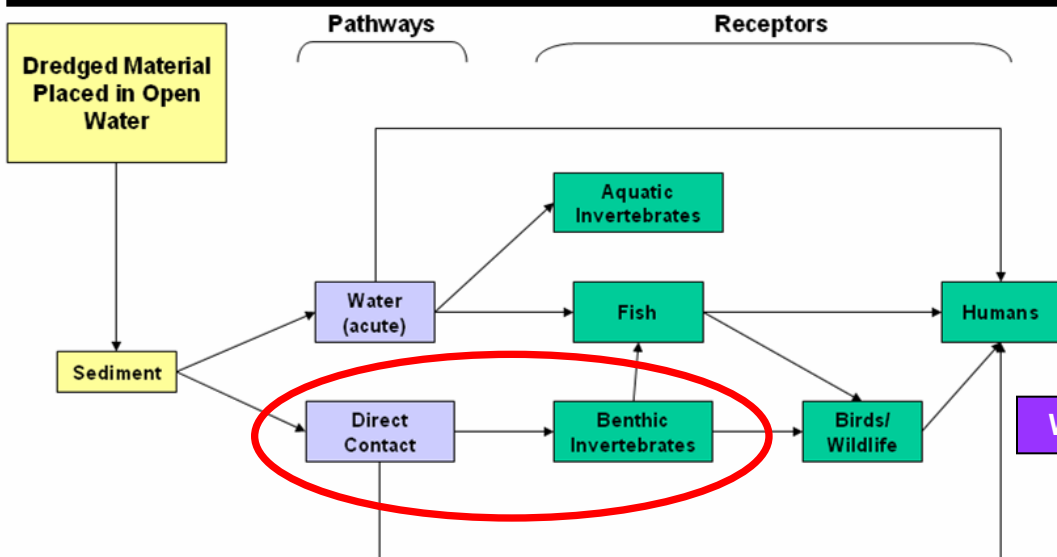 Pathways
Receptors
Dredged Material
Placed in Open
Water
Aquatic
Invertebrates
Water
(acute)
Fish
Humans
Sediment
Direct
Contact
Benthic
Invertebrates
Birds/
Wildlife